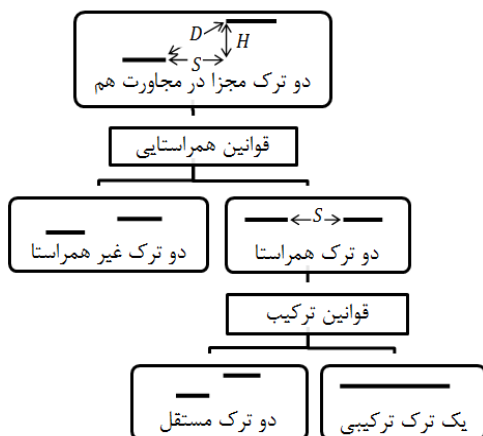 D
H
S
دو ترک مجزا در مجاورت هم
قوانین همراستایی
دو ترک غیر همراستا
S
دو ترک همراستا
قوانین ترکیب
دو ترک مستقل
یک ترک ترکیبی